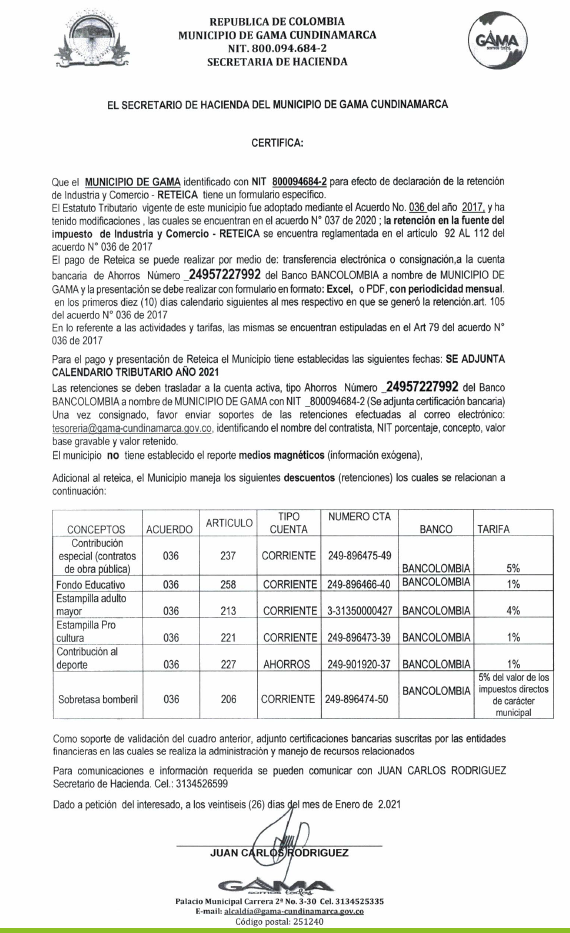 REPUBLICA DE COLOMBIA
MUNICIPIO DE GAMA CUNDINAMARCA
NIT. 800.094.684-2
SECRETARIA DE HACIENDA
GAMA
somos todos
EL SECRETARIO DE HACIENDA DEL MUNICIPIO DE GAMA CUNDINAMARCA
CERTIFICA:
Que el MUNICIPIO DE GAMA identificado con NIT 800094684-2 para efecto de declaración de la retención
de Industria y Comercio - RETEICA tiene un formulario específico.
El Estatuto Tributario vigente de este municipio fue adoptado mediante el Acuerdo No. 036 del año 2017, y ha
tenido modificaciones , las cuales se encuentran en el acuerdo N° 037 de 2020 ; la retención en la fuente del
impuesto de Industria y Comercio - RETEICA se encuentra reglamentada en el artículo 92 AL 112 del
acuerdo N° 036 de 2017
El pago de Reteica se puede realizar por medio de: transferencia electrónica o consignación,a la cuenta
bancaria de Ahorros Número _24957227992 del Banco BANCOLOMBIA a nombre de MUNICIPIO DE
GAMA y la presentación se debe realizar con formulario en formato: Excel, o PDF, con periodicidad mensual.
en los primeros diez (10) días calendario siguientes al mes respectivo en que se generó la retención.art. 105
del acuerdo N° 036 de 2017
En lo referente a las actividades y tarifas, las mismas se encuentran estipuladas en el Art 79 del acuerdo N°
036 de 2017
Para el pago y presentación de Reteica el Municipio tiene establecidas las siguientes fechas: SE ADJUNTA
CALENDARIO TRIBUTARIO AÑO 2021
Las retenciones se deben trasladar a la cuenta activa, tipo Ahorros Número _24957227992 del Banco
BANCOLOMBIA a nombre de MUNICIPIO DE GAMA con NIT _800094684-2 (Se adjunta certificación bancaria)
Una vez consignado, favor enviar soportes de las retenciones efectuadas al correo electrónico:
tesoreria@gama-cundinamarca.gov.co, identificando el nombre del contratista, NIT porcentaje, concepto, valor
base gravable y valor retenido.
El municipio no tiene establecido el reporte medios magnéticos (información exógena),
Adicional al reteica, el Municipio maneja los siguientes descuentos (retenciones) los cuales se relacionan a
continuación:
CONCEPTOS ACUERDO ARTICULO TIPO CUENTA NUMERO CTA BANCO TARIFA
Contribución
especial (contratos
de obra pública) 036 237 CORRIENTE 249-896475-49 BANCOLOMBIA 5%
Fondo Educativo 036 258 CORRIENTE 249-896466-40 BANCOLOMBIA 1%
Estampilla adulto
mayor 036 213 CORRIENTE 3-31350000427 BANCOLOMBIA 4%
Estampilla Pro
cultura 036 221 CORRIENTE 249-896473-39 BANCOLOMBIA 1%
Contribución al
deporte 036 227 AHORROS 249-901920-37 BANCOLOMBIA 1%
Sobretasa bomberil 036 206 CORRIENTE 249-896474-50 BANCOLOMBIA 5% del valor de los
impuestos directos
de carácter
municipal
Como soporte de validación del cuadro anterior, adjunto certificaciones bancarias suscritas por las entidades
financieras en las cuales se realiza la administración y manejo de recursos relacionados
Para comunicaciones e información requerida se pueden comunicar con JUAN CARLOS RODRIGUEZ
Secretario de Hacienda. Cel.: 3134526599
Dado a petición del interesado, a los veintiseis (26) días del mes de Enero de 2.021
JUAN CARLOS RODRIGUEZ
GAMA
somos todos
Palacio Municipal Carrera 2ª No. 3-30 Cel. 3134525335
E-mail: alcaldia@gama-cundinamarca.gov.co
Código postal: 251240